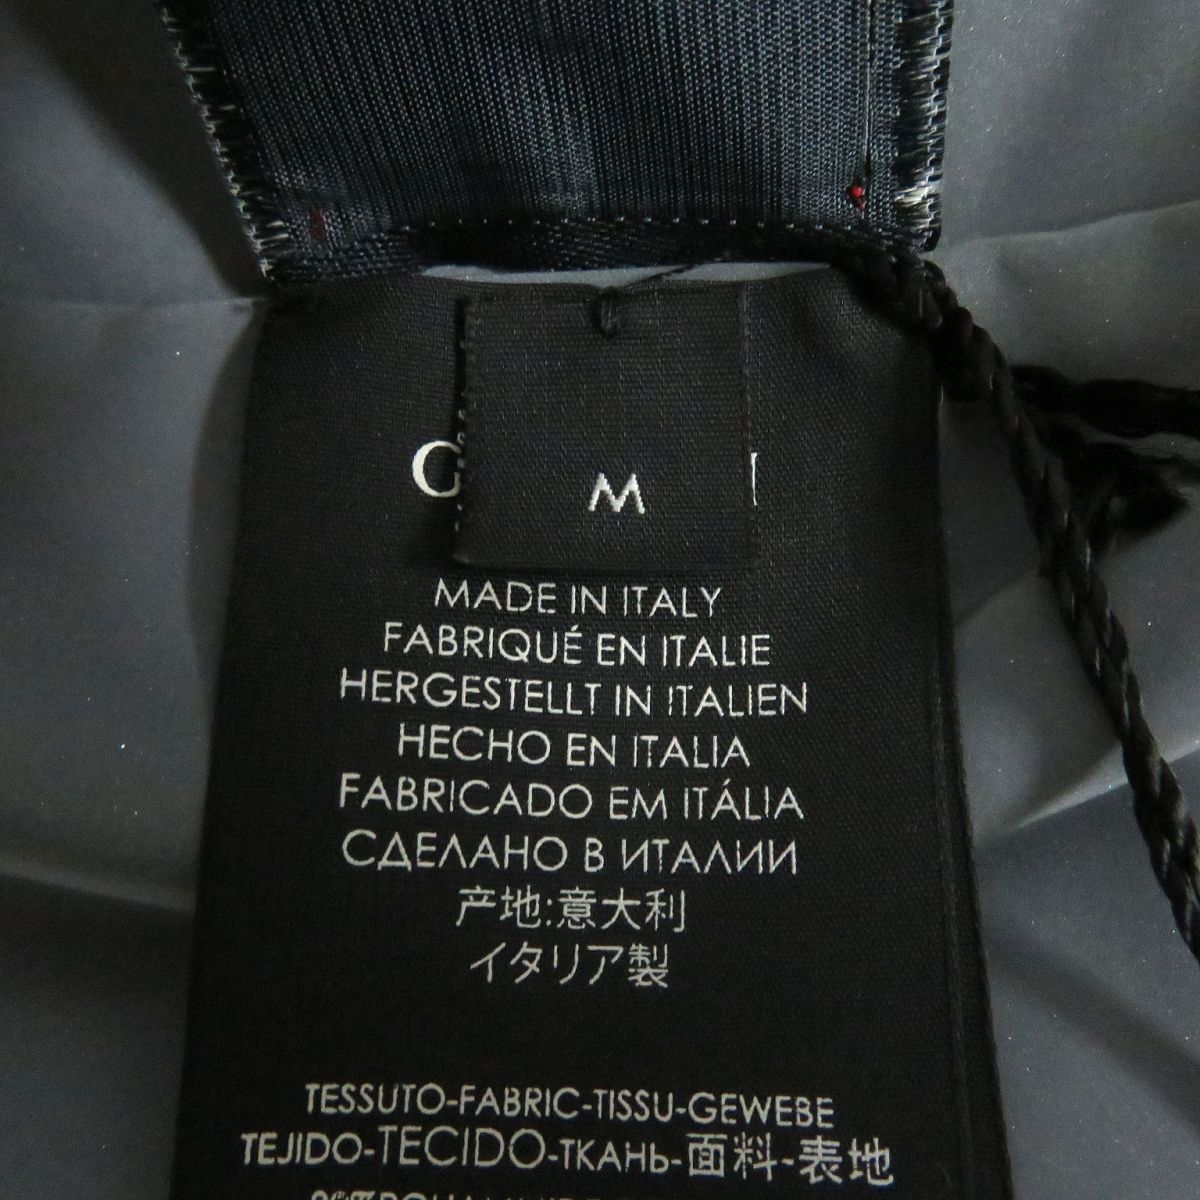 M
MADE IN ITALY
FABRIQUÉ EN ITALIE
HERGESTELLT IN ITALIEN
HECHO EN ITALIA
FABRICADO EM ITÁLIA
СДЕЛАНО В ИТАЛИИ
产地:意大利
イタリア製
TESSUTO-FABRIC-TISSU-GEWEBE
TEJIDO-TECIDO-ТКАНЬ-面料-表地